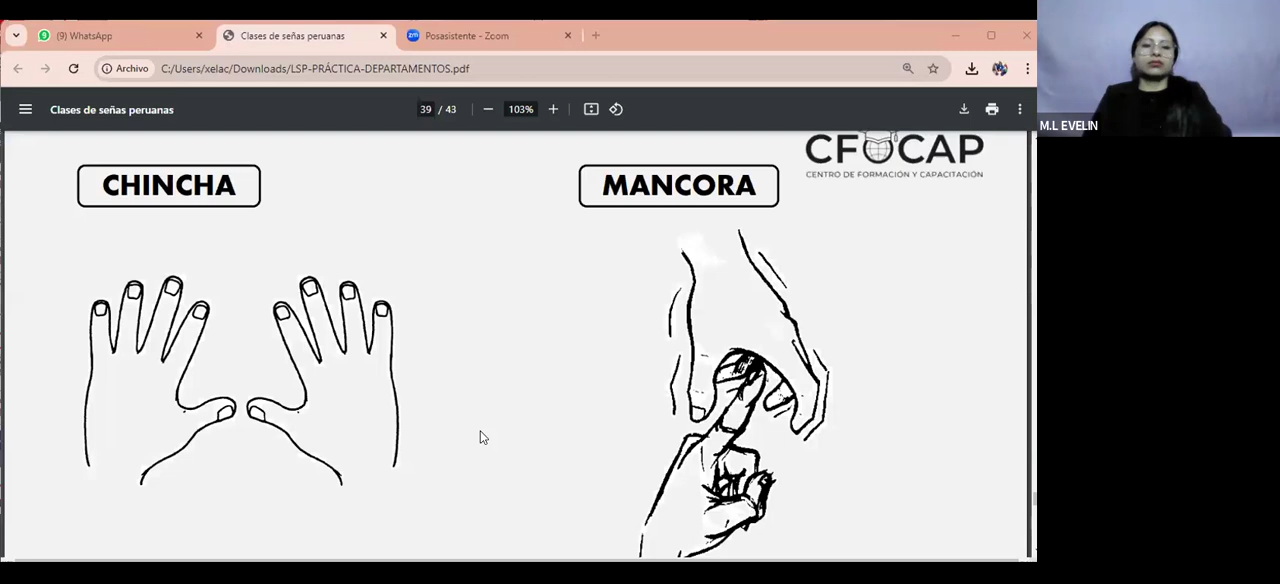 (9) WhatsApp
Clases de señas peruanas
Posasistente - Zoom
Archivo
C:/Users/xelac/Downloads/LSP-PRÁCTICA-DEPARTAMENTOS.pdf
M.L EVELIN
Clases de señas peruanas
39 / 43
103%
CFOCAP
CENTRO DE FORMACIÓN Y CAPACITACIÓN
CHINCHA
MANCORA